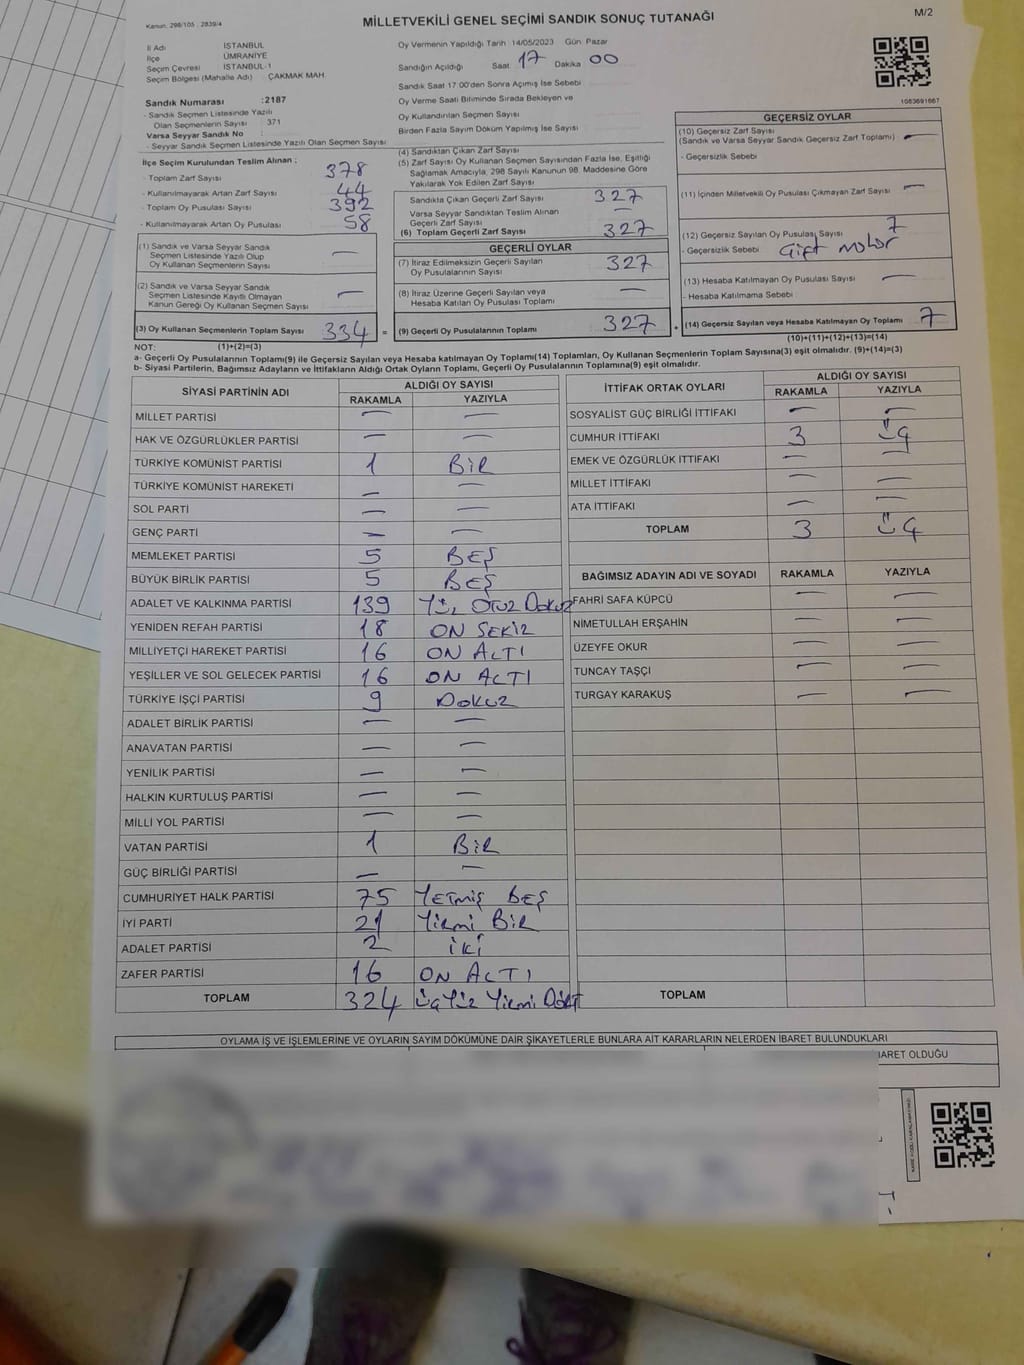 Kanun: 298/105 : 2839/4
MİLLETVEKİLİ GENEL SEÇİMİ SANDIK SONUÇ TUTANAĞI
M/2
İl Adı İSTANBUL
İlçe ÜMRANİYE
Seçim Çevresi İSTANBUL-1
Seçim Bölgesi (Mahalle Adı) ÇAKMAK MAH.
Sandık Numarası :2187
- Sandık Seçmen Listesinde Yazılı
Olan Seçmenlerin Sayısı : 371
Varsa Seyyar Sandık No :
- Seyyar Sandık Seçmen Listesinde Yazılı Olan Seçmen Sayısı
Oy Vermenin Yapıldığı Tarih 14/05/2023 Gün Pazar
Sandığın Açıldığı Saat 17 Dakika 00
Sandık Saat 17.00'den Sonra Açımış İse Sebebi
Oy Verme Saati Bitiminde Sırada Bekleyen ve
Oy Kullandırılan Seçmen Sayısı
Birden Fazla Sayım Döküm Yapılmış İse Sayısı
1083691667
İlçe Seçim Kurulundan Teslim Alınan ;
- Toplam Zarf Sayısı 378
- Kullanılmayarak Artan Zarf Sayısı 44
- Toplam Oy Pusulası Sayısı 392
- Kullanılmayarak Artan Oy Pusulası 58
(1) Sandık ve Varsa Seyyar Sandık
Seçmen Listesinde Yazılı Olup
Oy Kullanan Seçmenlerin Sayısı —
(2) Sandık ve Varsa Seyyar Sandık
Seçmen Listesinde Kayıtlı Olmayan
Kanun Gereği Oy Kullanan Seçmen Sayısı —
(3) Oy Kullanan Seçmenlerin Toplam Sayısı 334 =
(4) Sandıktan Çıkan Zarf Sayısı
(5) Zarf Sayısı Oy Kullanan Seçmen Sayısından Fazla İse, Eşitliği
Sağlamak Amacıyla, 298 Sayılı Kanunun 98. Maddesine Göre
Yakılarak Yok Edilen Zarf Sayısı
Sandıkta Çıkan Geçerli Zarf Sayısı 327
Varsa Seyyar Sandıktan Teslim Alınan
Geçerli Zarf Sayısı —
(6) Toplam Geçerli Zarf Sayısı 327
GEÇERLİ OYLAR
(7) İtiraz Edilmeksizin Geçerli Sayılan
Oy Pusulalarının Sayısı 327
(8) İtiraz Üzerine Geçerli Sayılan veya
Hesaba Katılan Oy Pusulası Toplamı —
(9) Geçerli Oy Pusulalarının Toplamı 327 +
GEÇERSİZ OYLAR
(10) Geçersiz Zarf Sayısı
(Sandık ve Varsa Seyyar Sandık Geçersiz Zarf Toplamı) —
- Geçersizlik Sebebi
(11) İçinden Milletvekili Oy Pusulası Çıkmayan Zarf Sayısı —
(12) Geçersiz Sayılan Oy Pusulası Sayısı 7
- Geçersizlik Sebebi
(13) Hesaba Katılmayan Oy Pusulası Sayısı —
- Hesaba Katılmama Sebebi
(14) Geçersiz Sayılan veya Hesaba Katılmayan Oy Toplamı 7
(10)+(11)+(12)+(13)=(14)
NOT: (1)+(2)=(3)
a- Geçerli Oy Pusulalarının Toplamı(9) ile Geçersiz Sayılan veya Hesaba katılmayan Oy Toplamı(14) Toplamları, Oy Kullanan Seçmenlerin Toplam Sayısına(3) eşit olmalıdır. (9)+(14)=(3)
b- Siyasi Partilerin, Bağımsız Adayların ve İttifakların Aldığı Ortak Oyların Toplamı, Geçerli Oy Pusulalarının Toplamına(9) eşit olmalıdır.
SİYASİ PARTİNİN ADI ALDIĞI OY SAYISI
RAKAMLA YAZIYLA
MİLLET PARTİSİ — —
HAK VE ÖZGÜRLÜKLER PARTİSİ — —
TÜRKİYE KOMÜNİST PARTİSİ 1 BİR
TÜRKİYE KOMÜNİST HAREKETİ — —
SOL PARTİ — —
GENÇ PARTİ — —
MEMLEKET PARTİSİ 5 BEŞ
BÜYÜK BİRLİK PARTİSİ 5 BEŞ
ADALET VE KALKINMA PARTİSİ 139 Yüz OTUZ DOKUZ
YENİDEN REFAH PARTİSİ 18 ON SEKİZ
MİLLİYETÇİ HAREKET PARTİSİ 16 ON ALTI
YEŞİLLER VE SOL GELECEK PARTİSİ 16 ON ALTI
TÜRKİYE İŞÇİ PARTİSİ 9 DOKUZ
ADALET BİRLİK PARTİSİ — —
ANAVATAN PARTİSİ — —
YENİLİK PARTİSİ — —
HALKIN KURTULUŞ PARTİSİ — —
MİLLİ YOL PARTİSİ — —
VATAN PARTİSİ 1 BİR
GÜÇ BİRLİĞİ PARTİSİ — —
CUMHURİYET HALK PARTİSİ 75 YETMİŞ BEŞ
İYİ PARTİ 21 YİRMİ BİR
ADALET PARTİSİ 2 İKİ
ZAFER PARTİSİ 16 ON ALTI
TOPLAM 324 üçYüz Yirmi Dört
İTTİFAK ORTAK OYLARI ALDIĞI OY SAYISI
RAKAMLA YAZIYLA
SOSYALİST GÜÇ BİRLİĞİ İTTİFAKI — —
CUMHUR İTTİFAKI 3 üç
EMEK VE ÖZGÜRLÜK İTTİFAKI — —
MİLLET İTTİFAKI — —
ATA İTTİFAKI — —
TOPLAM 3 üç
BAĞIMSIZ ADAYIN ADI VE SOYADI RAKAMLA YAZIYLA
FAHRİ SAFA KÜPCÜ — —
NİMETULLAH ERŞAHİN — —
ÜZEYFE OKUR — —
TUNCAY TAŞÇI — —
TURGAY KARAKUŞ — —
TOPLAM
OYLAMA İŞ VE İŞLEMLERİNE VE OYLARIN SAYIM DÖKÜMÜNE DAİR ŞİKAYETLERLE BUNLARA AİT KARARLARIN NELERDEN İBARET BULUNDUKLARI
BARET OLDUĞU